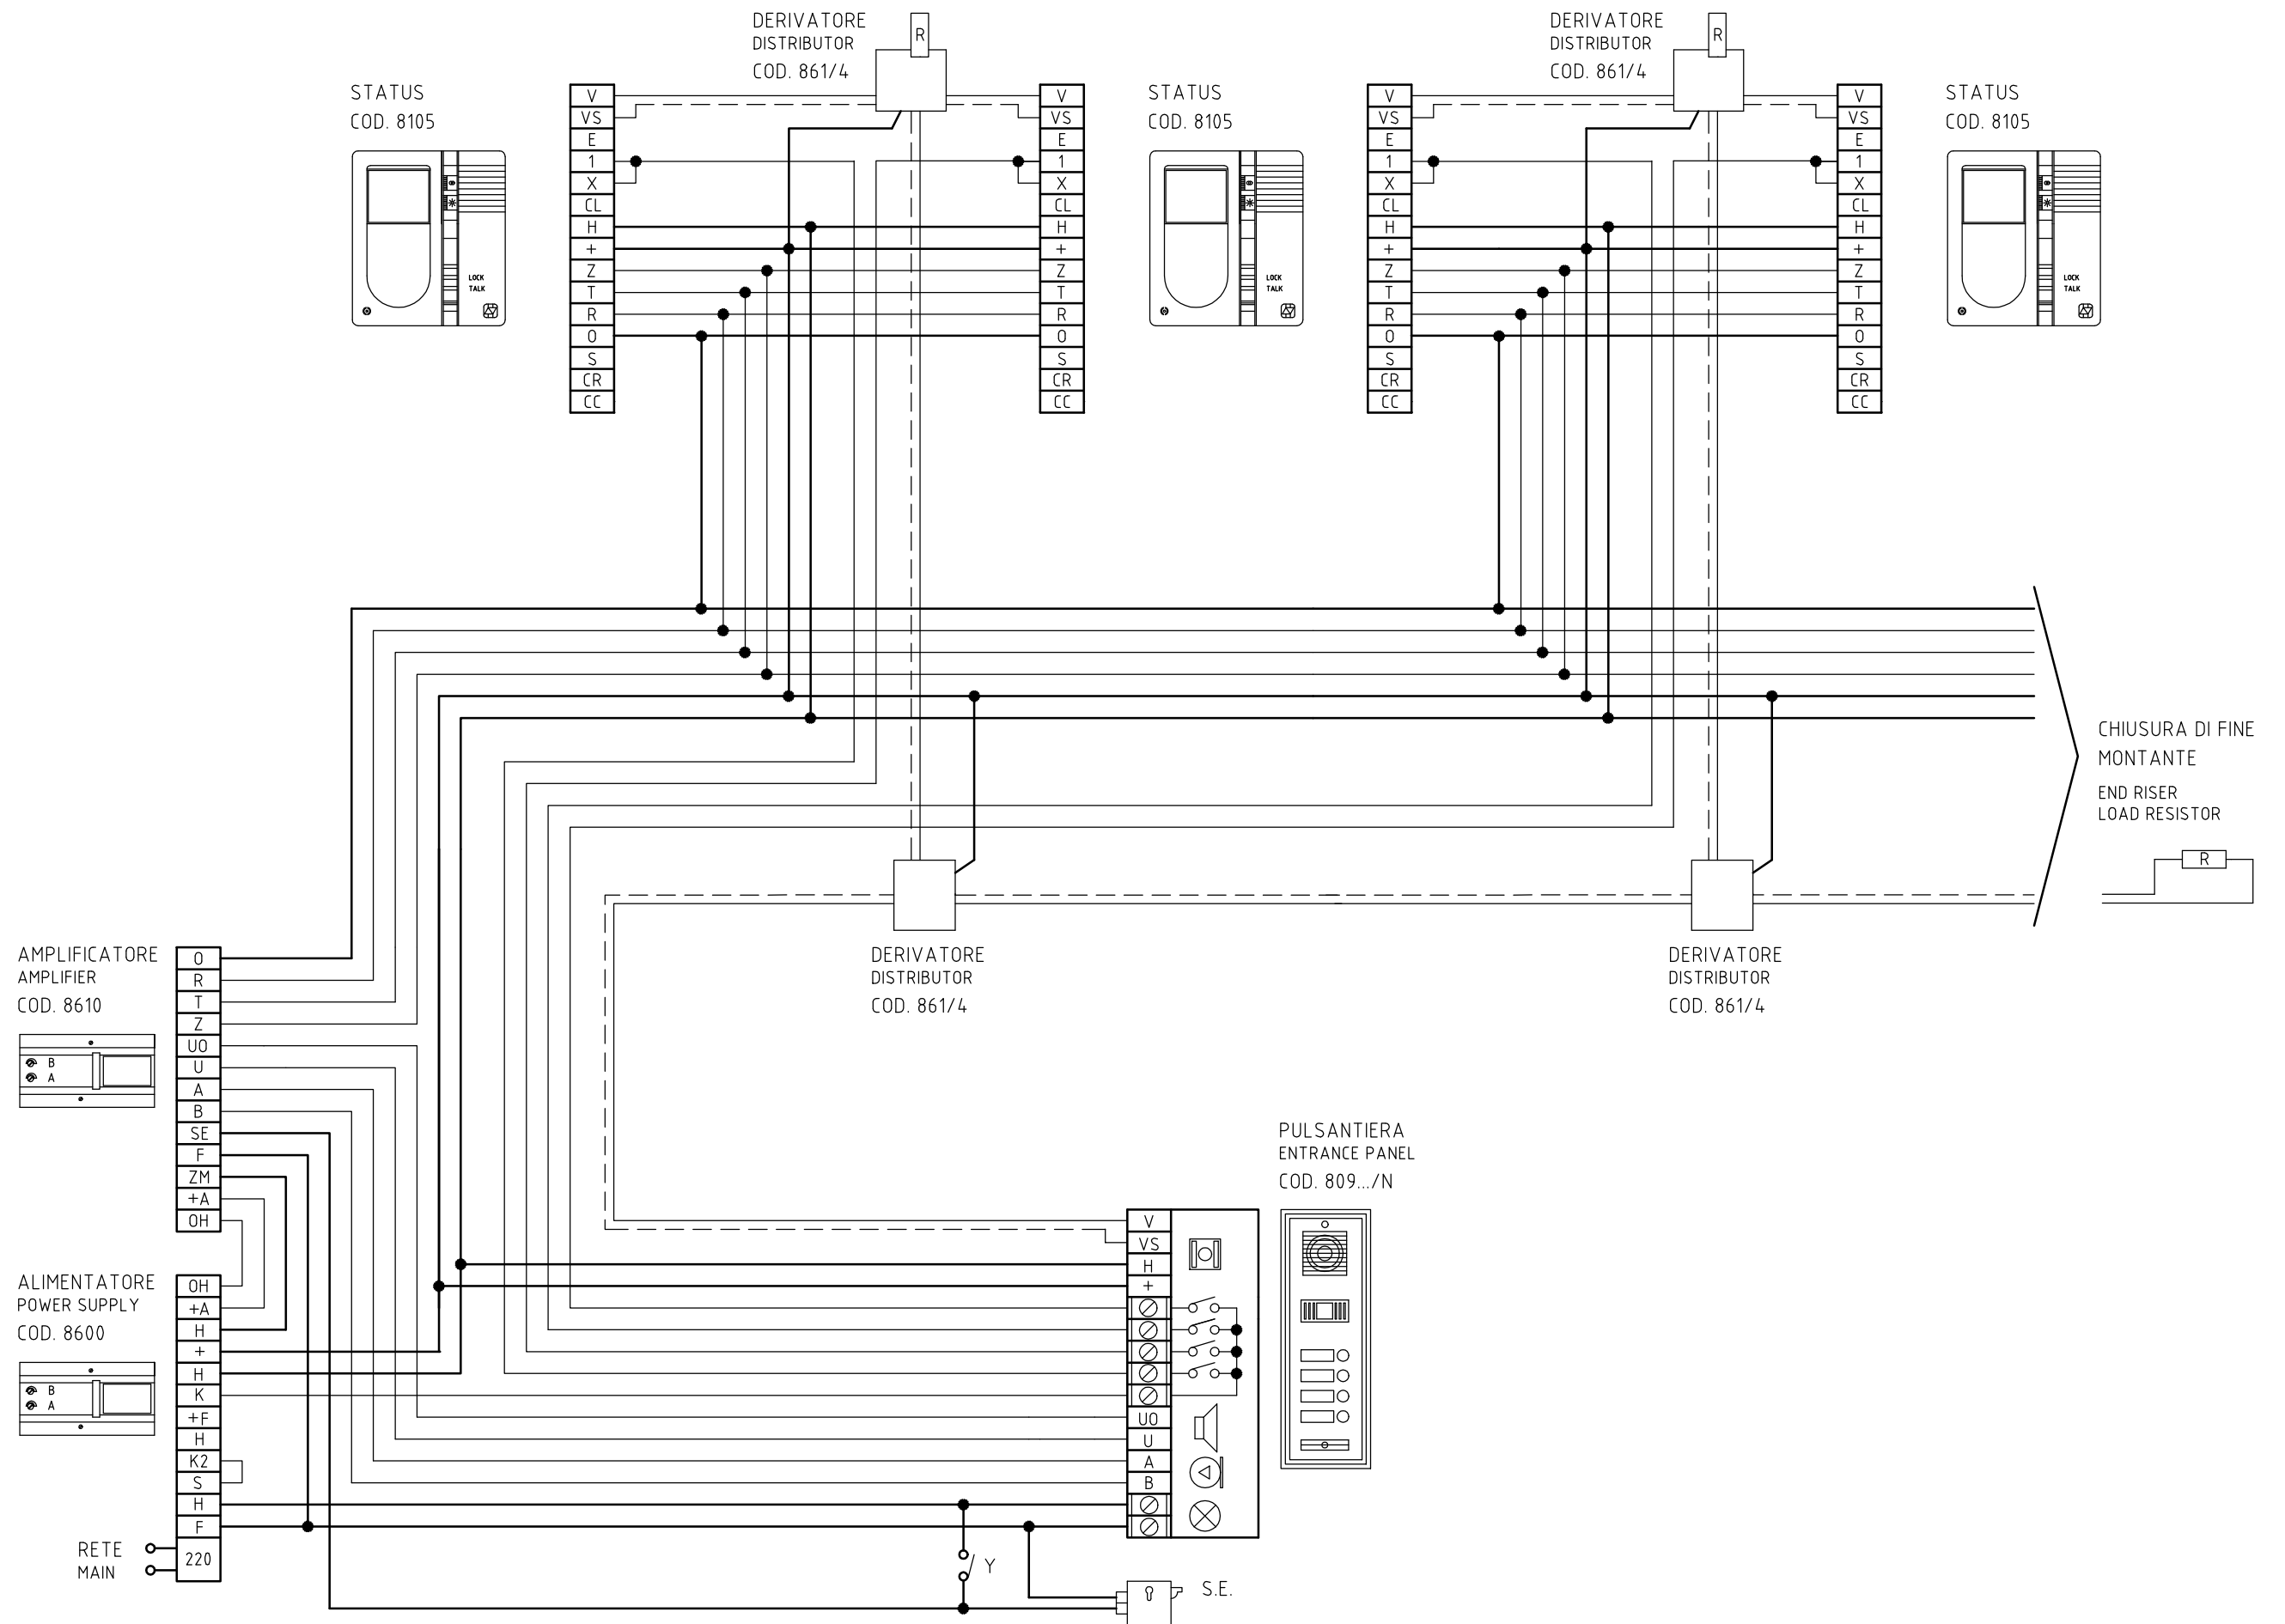 DERIVATORE
DISTRIBUTOR
COD. 861/4
R
DERIVATORE
DISTRIBUTOR
COD. 861/4
R
STATUS
COD. 8105
LOCK
TALK
V
VS
E
1
X
CL
H
+
Z
T
R
0
S
CR
CC
V
VS
E
1
X
CL
H
+
Z
T
R
0
S
CR
CC
STATUS
COD. 8105
LOCK
TALK
V
VS
E
1
X
CL
H
+
Z
T
R
0
S
CR
CC
V
VS
E
1
X
CL
H
+
Z
T
R
0
S
CR
CC
STATUS
COD. 8105
LOCK
TALK
CHIUSURA DI FINE
MONTANTE
END RISER
LOAD RESISTOR
R
DERIVATORE
DISTRIBUTOR
COD. 861/4
DERIVATORE
DISTRIBUTOR
COD. 861/4
AMPLIFICATORE
AMPLIFIER
COD. 8610
B
A
0
R
T
Z
U0
U
A
B
SE
F
ZM
+A
0H
ALIMENTATORE
POWER SUPPLY
COD. 8600
B
A
0H
+A
H
+
H
K
+F
H
K2
S
H
F
220
RETE
MAIN
PULSANTIERA
ENTRANCE PANEL
COD. 809.../N
V
VS
H
+
U0
U
A
B
Y
S.E.